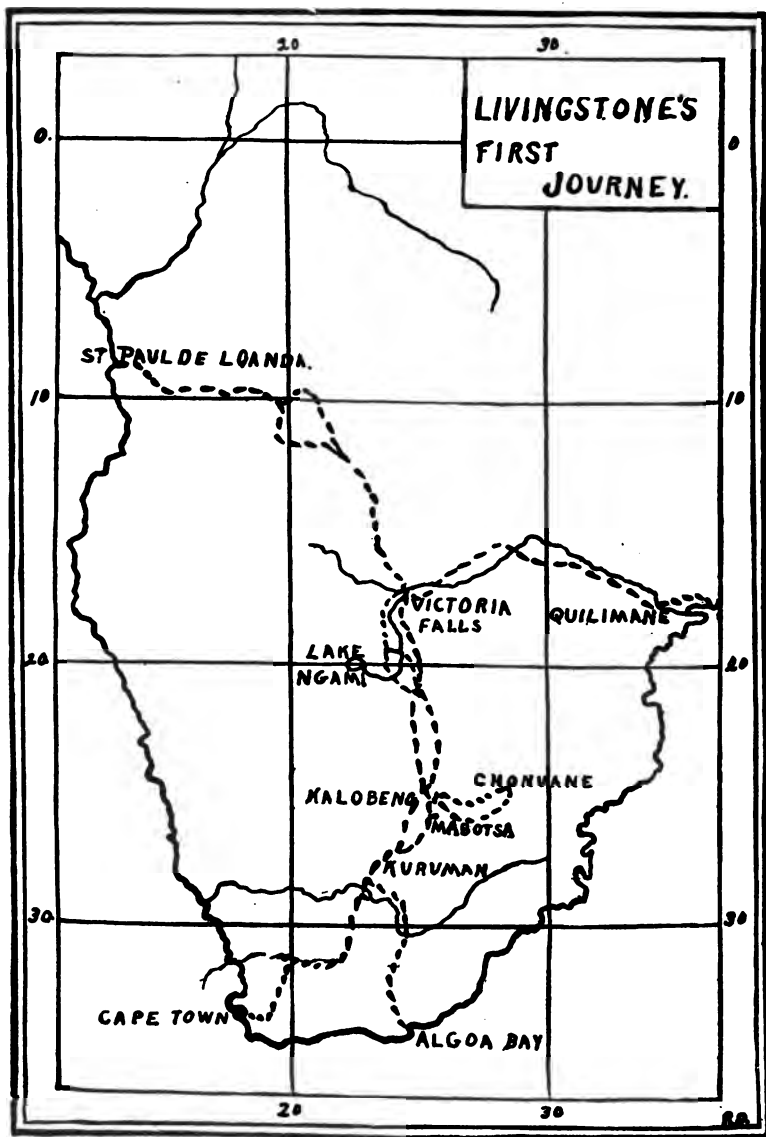 20 30
LIVINGSTONE'S
FIRST
JOURNEY.
0. 0
ST PAUL DE LOANDA.
10 10
VICTORIA
FALLS
QUILIMANE
LAKE
NGAMI
20 20
CHONUANE
KALOBENG
MABOTSA
KURUMAN
30 30
CAPE TOWN
ALGOA BAY
20 30